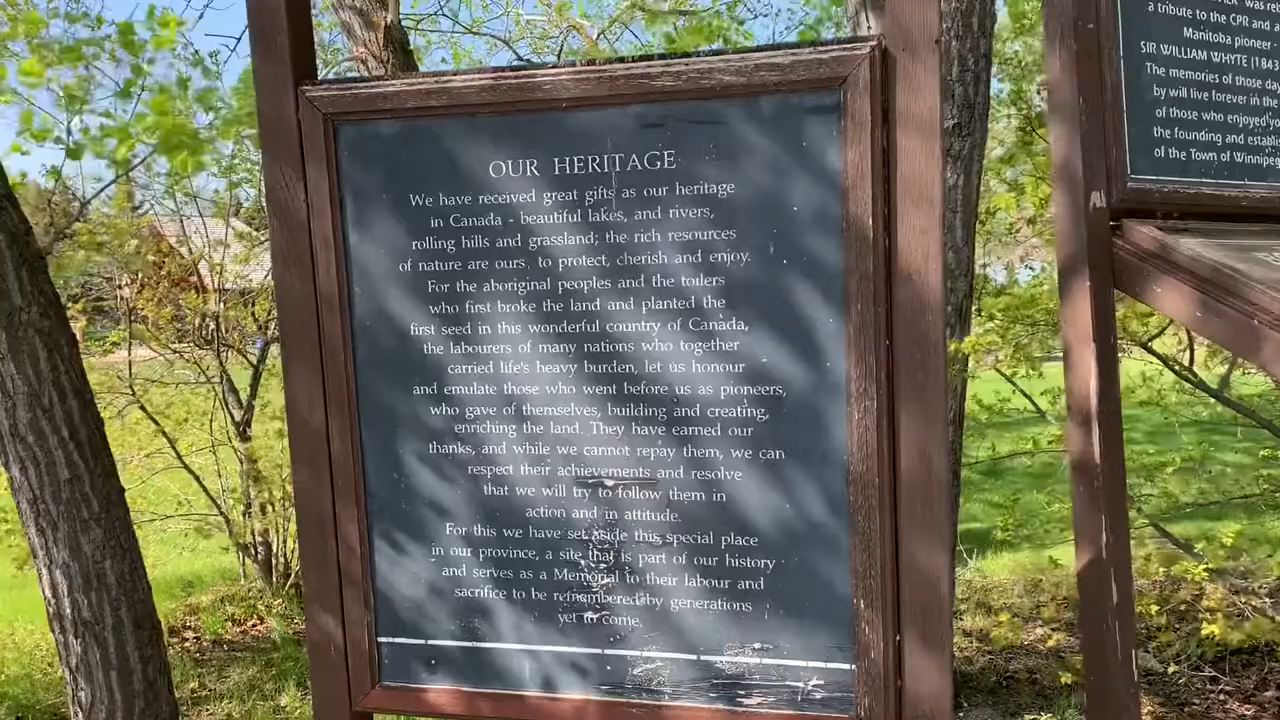 OUR HERITAGE
We have received great gifts as our heritage
in Canada - beautiful lakes, and rivers,
rolling hills and grassland; the rich resources
of nature are ours, to protect, cherish and enjoy.
For the aboriginal peoples and the toilers
who first broke the land and planted the
first seed in this wonderful country of Canada,
the labourers of many nations who together
carried life's heavy burden, let us honour
and emulate those who went before us as pioneers,
who gave of themselves, building and creating,
enriching the land. They have earned our
thanks, and while we cannot repay them, we can
respect their achievements and resolve
that we will try to follow them in
action and in attitude.
For this we have set aside this special place
in our province, a site that is part of our history
and serves as a Memorial to their labour and
sacrifice to be remembered by generations
yet to come.
was
a tribute to the CPR and
Manitoba pioneer -
SIR WILLIAM WHYTE (1843
The memories of those
by will live forever in the
of those who enjoyed
the founding and
of the Town of